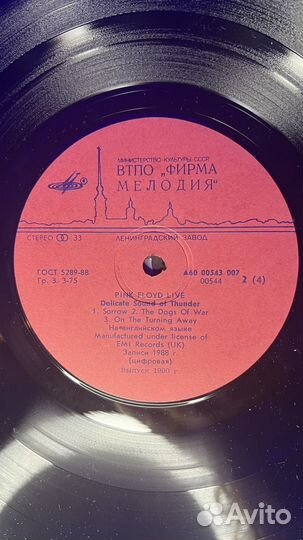 МИНИСТЕРСТВО КУЛЬТУРЫ СССР
ВТПО „ФИРМА
МЕЛОДИЯ"
СТЕРЕО 33 ЛЕНИНГРАДСКИЙ ЗАВОД
ГОСТ 5289-88
Гр. 3. 3-75
А60 00543 007
00544 2 (4)
PINK FLOYD LIVE
Delicate Sound of Thunder
1. Sorrow 2. The Dogs Of War
3. On The Turning Away
На английском языке
Manufactured under license of
EMI Records (UK)
Записи 1988 г.
(цифровая)
Выпуск 1990 г.
Avito